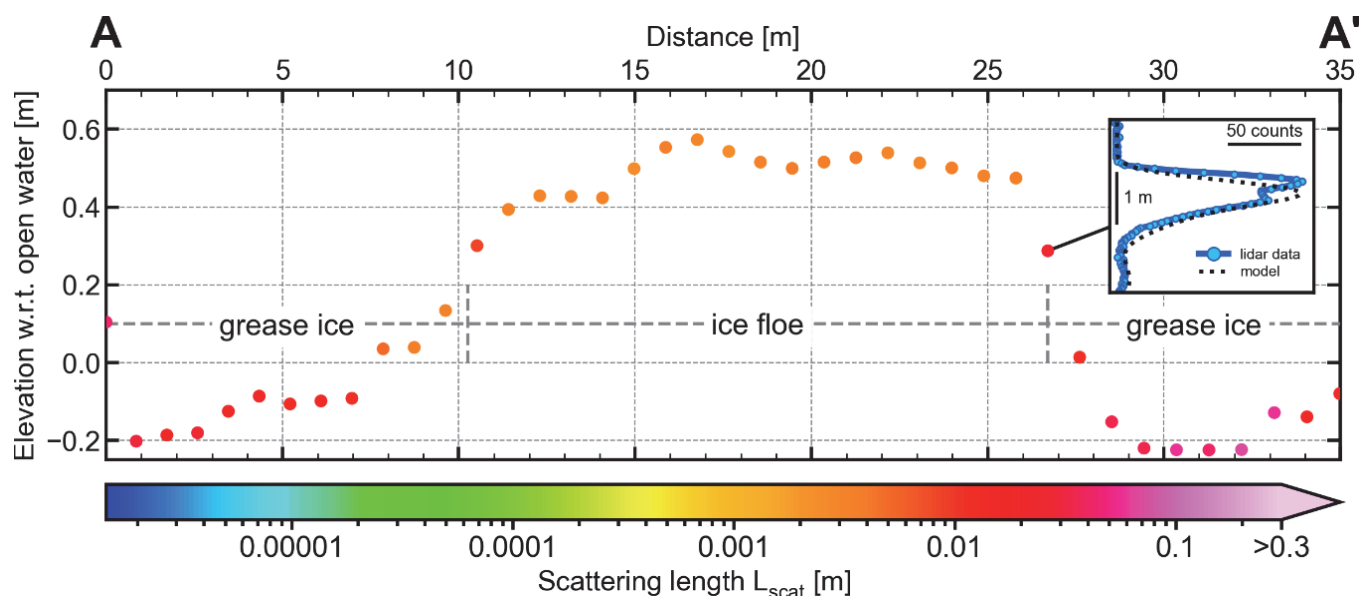 A
A'
Distance [m]
0 5 10 15 20 25 30 35
Elevation w.r.t. open water [m]
0.6
0.4
0.2
0.0
−0.2
50 counts
1 m
lidar data
model
grease ice ice floe grease ice
0.00001 0.0001 0.001 0.01 0.1 >0.3
Scattering length Lscat [m]